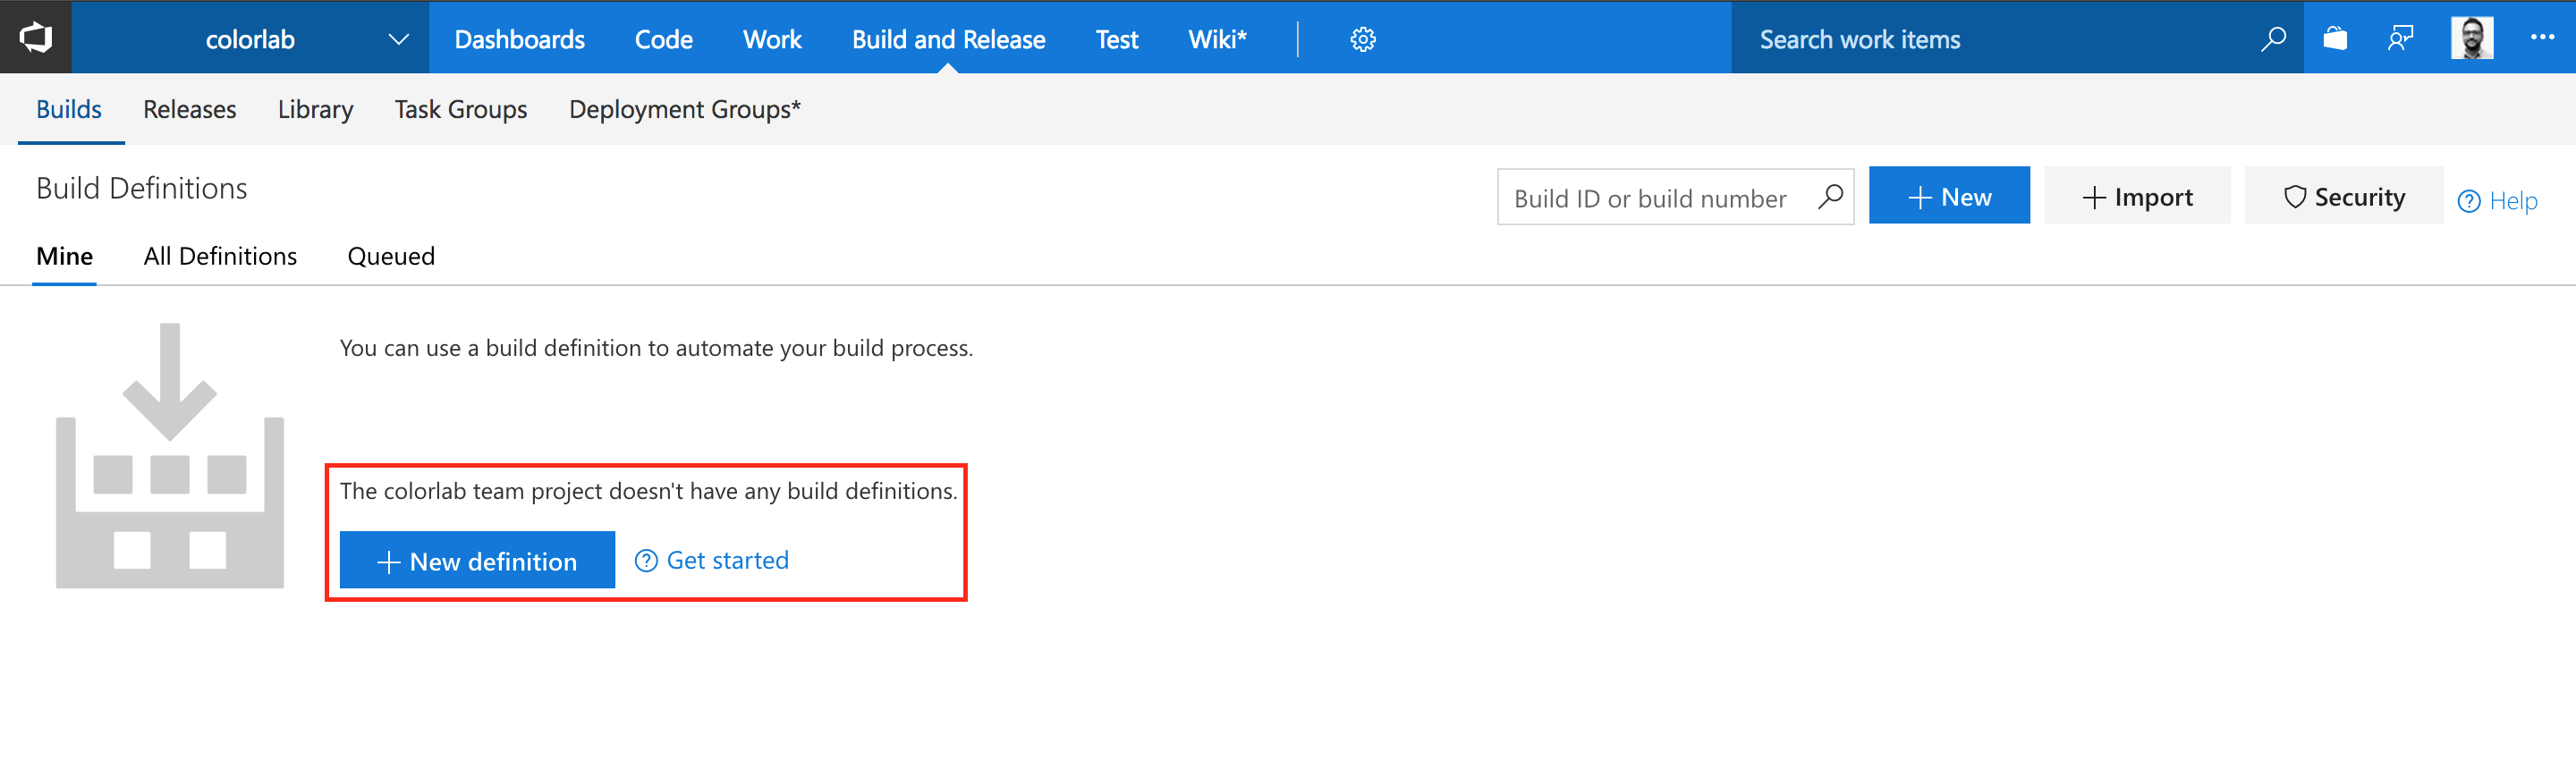 colorlab Dashboards Code Work Build and Release Test Wiki* Search work items
Builds Releases Library Task Groups Deployment Groups*
Build Definitions Build ID or build number + New + Import Security ? Help
Mine All Definitions Queued
You can use a build definition to automate your build process.
The colorlab team project doesn't have any build definitions.
+ New definition ? Get started